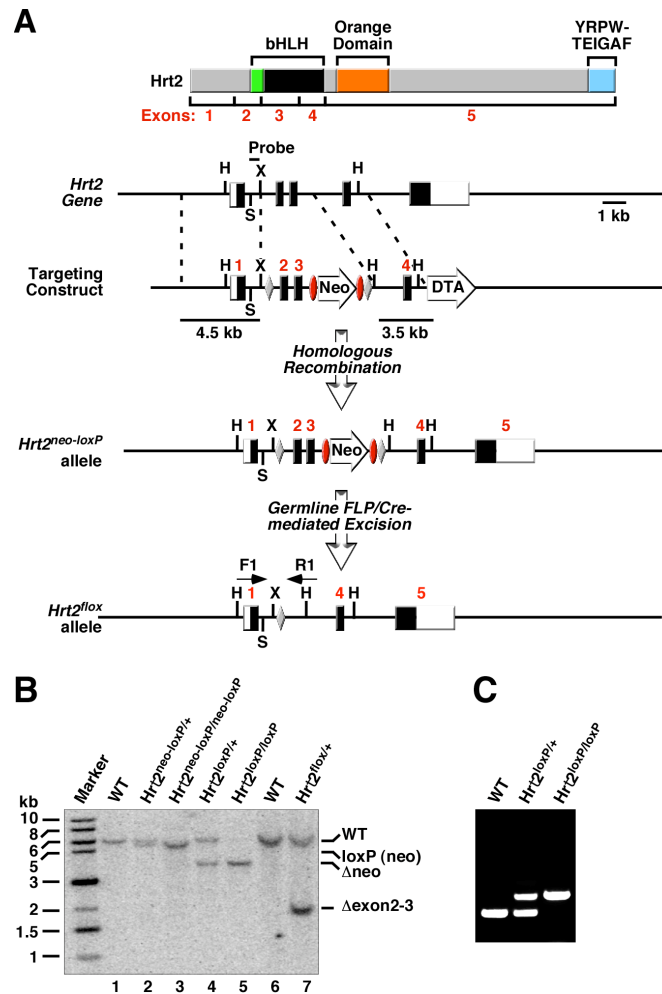 A
bHLH
Orange
Domain
YRPW-
TEIGAF
Hrt2
Exons: 1 2 3 4 5
Probe
H X H
Hrt2
Gene
S
1 kb
Targeting
Construct
H 1 X 2 3 Neo H 4 H DTA
S
4.5 kb 3.5 kb
Homologous
Recombination
Hrt2neo-loxP
allele
H 1 X 2 3 Neo H 4 H 5
S
Germline FLP/Cre-
mediated Excision
F1 R1
Hrt2flox
allele
H 1 X H 4 H 5
S
B
kb
Marker
WT
Hrt2neo-loxP/+
Hrt2neo-loxP/neo-loxP
Hrt2loxP/+
Hrt2loxP/loxP
WT
Hrt2flox/+
10
8
7
6
5
3
2
1.5
1
WT
loxP (neo)
Δneo
Δexon2-3
1 2 3 4 5 6 7
C
WT
Hrt2loxP/+
Hrt2loxP/loxP